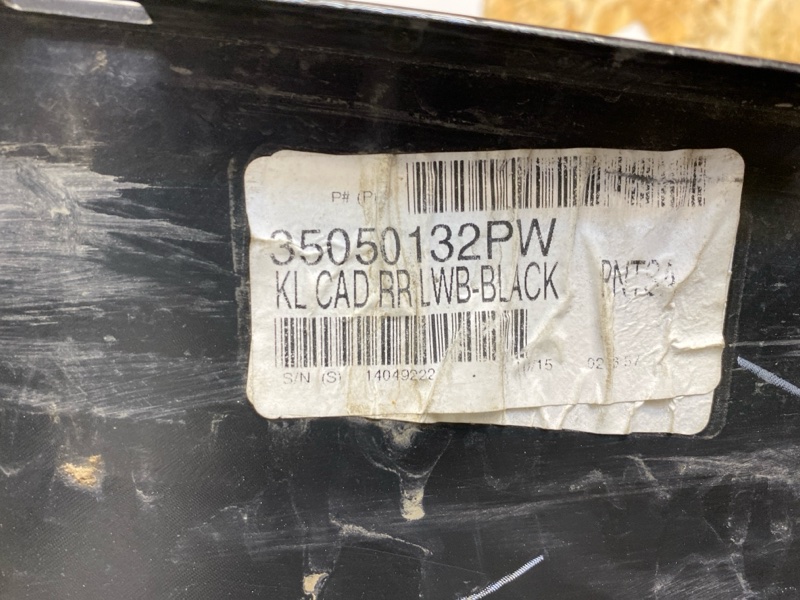 P# (P)
35050132PW
KL CAD RR LWB-BLACK
S/N (S) 14049222